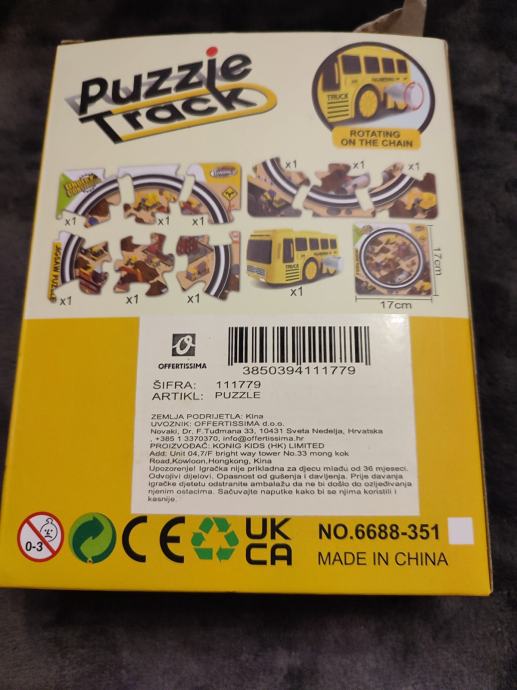 Puzzle
Track
TRUCK
ROTATING
ON THE CHAIN
x1
x1
x1
x1
x1
x1
x1
x1
x1
TRUCK
x1
17cm
17cm
OFFERTISSIMA
3850394111779
ŠIFRA: 111779
ARTIKL: PUZZLE
ZEMLJA PODRIJETLA: Kina
UVOZNIK: OFFERTISSIMA d.o.o.
Novaki, Dr. F.Tuđmana 33, 10431 Sveta Nedelja, Hrvatska
, +385 1 3370370, info@offertissima.hr
PROIZVOĐAČ: KONIG KIDS (HK) LIMITED
Add: Unit 04,7/F bright way tower No.33 mong kok
Road,Kowloon,Hongkong, Kina
Upozorenje! Igračka nije prikladna za djecu mlađu od 36 mjeseci.
Odvojivi dijelovi. Opasnost od gušenja i davljenja. Prije davanja
igračke djetetu odstranite ambalažu da ne bi došlo do ozljeđivanja
njenim ostacima. Sačuvajte naputke kako bi se njima koristili i
kasnije.
0-3
CE
UK
CA
NO.6688-351
MADE IN CHINA